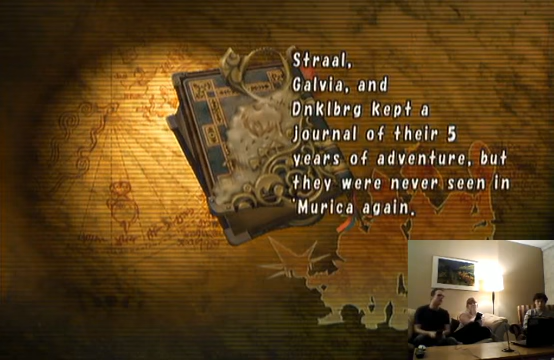 Straal,
Galvia, and
Dnklbrg kept a
journal of their 5
years of adventure, but
they were never seen in
'Murica again.